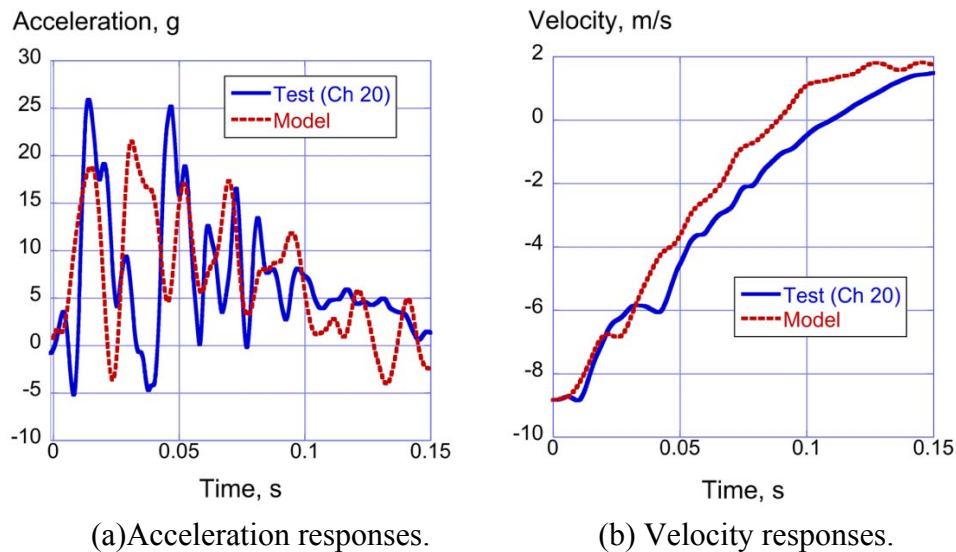 Acceleration, g
30
25
20
15
10
5
0
-5
-10
Test (Ch 20)
Model
0 0.05 0.1 0.15
Time, s
(a)Acceleration responses.
Velocity, m/s
2
0
-2
-4
-6
-8
-10
Test (Ch 20)
Model
0 0.05 0.1 0.15
Time, s
(b) Velocity responses.